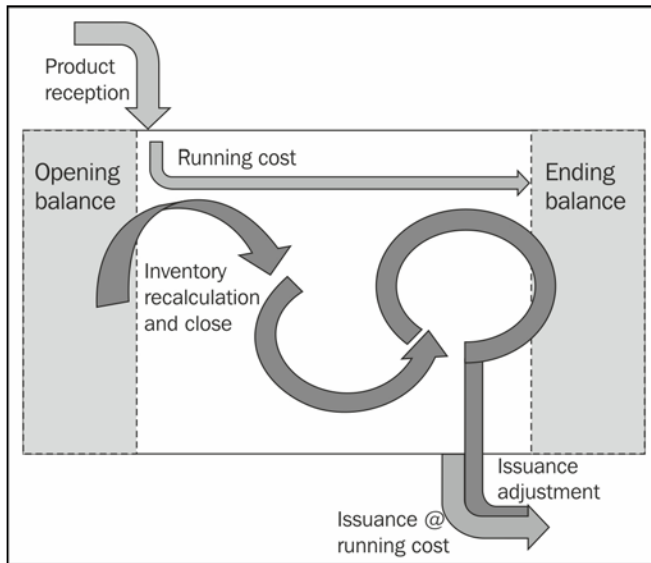 Product
reception
Running cost
Opening
balance
Ending
balance
Inventory
recalculation
and close
Issuance
adjustment
Issuance @
running cost